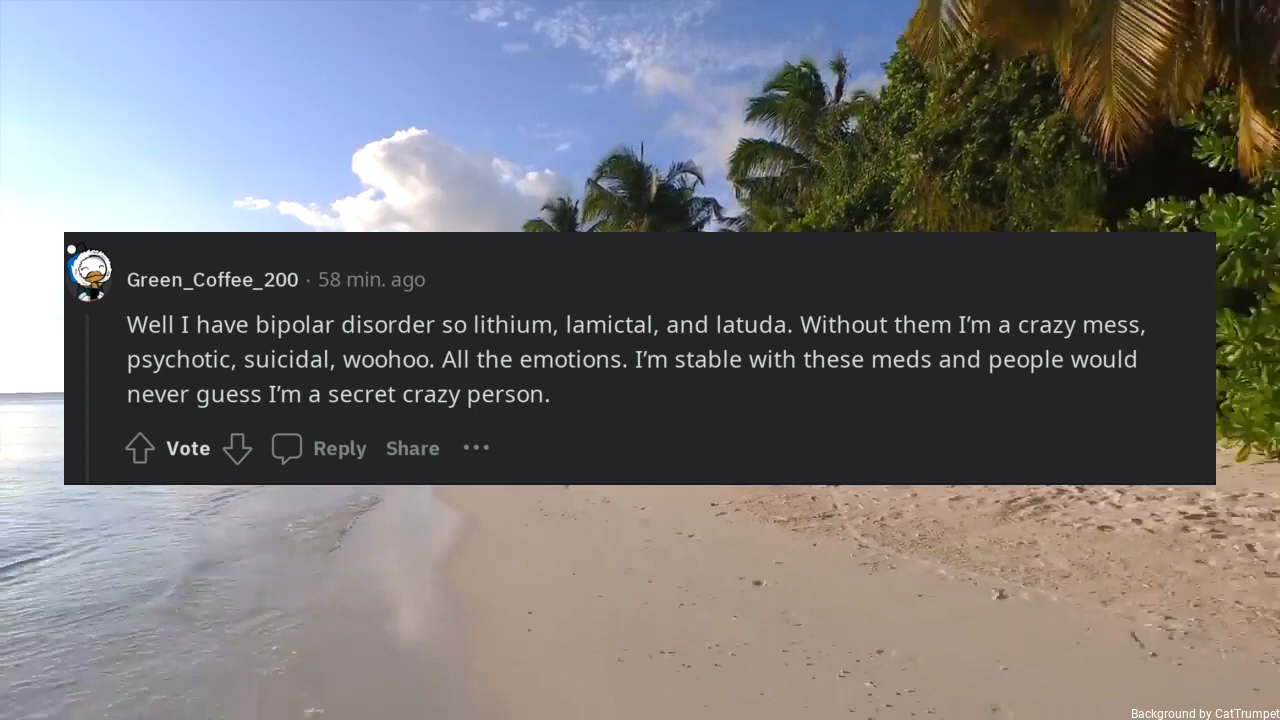 Green_Coffee_200 · 58 min. ago
Well I have bipolar disorder so lithium, lamictal, and latuda. Without them I’m a crazy mess,
psychotic, suicidal, woohoo. All the emotions. I’m stable with these meds and people would
never guess I’m a secret crazy person.
Vote Reply Share
Background by CatTrumpet